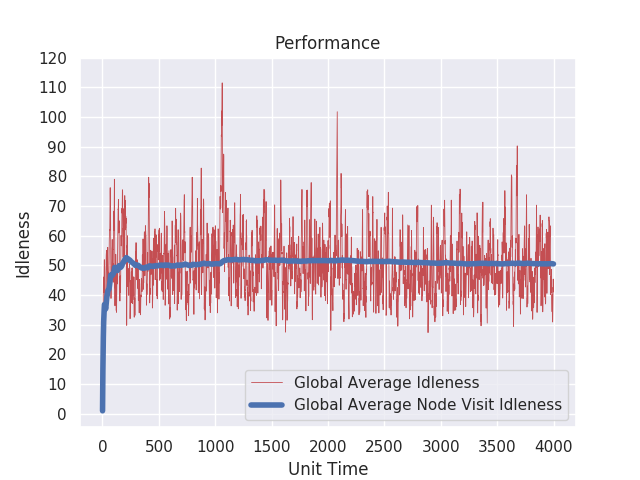 Performance
Idleness
120
110
100
90
80
70
60
50
40
30
20
10
0
Global Average Idleness
Global Average Node Visit Idleness
0 500 1000 1500 2000 2500 3000 3500 4000
Unit Time